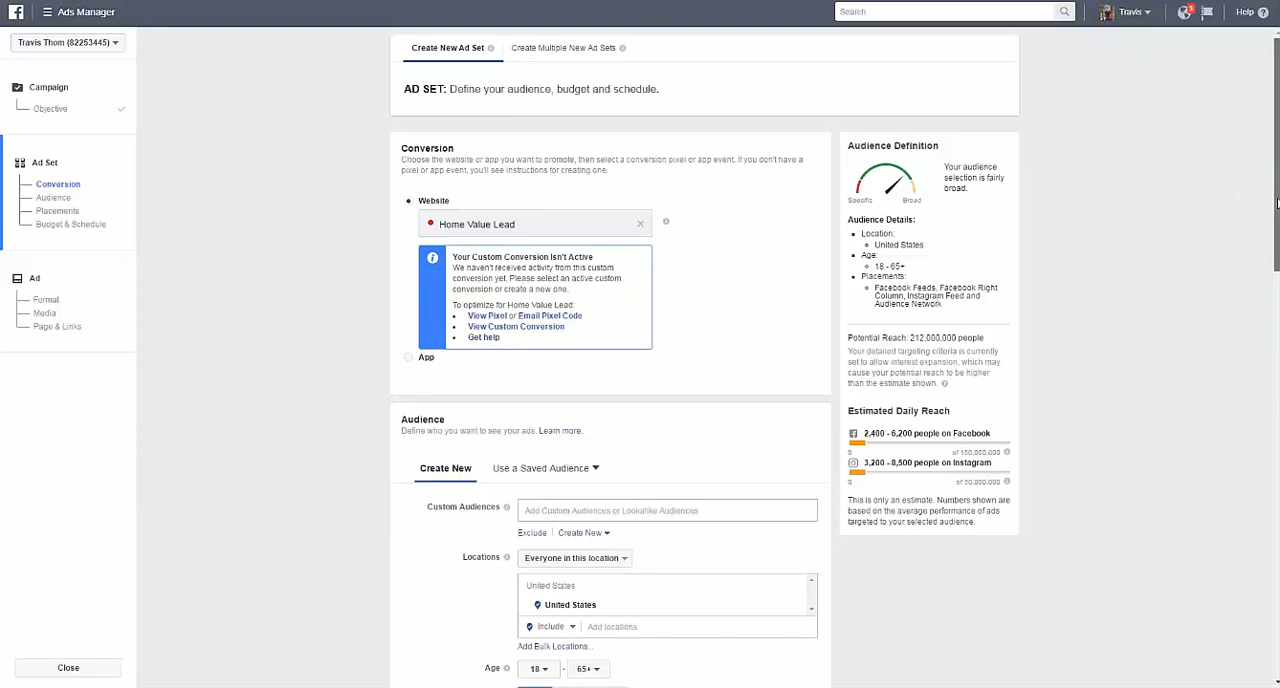 Ads Manager
Search
Travis
3
Help
Travis Thom (82253445)
Campaign
Objective
Ad Set
Conversion
Audience
Placements
Budget & Schedule
Ad
Format
Media
Page & Links
Close
Create New Ad Set
Create Multiple New Ad Sets
AD SET: Define your audience, budget and schedule.
Conversion
Choose the website or app you want to promote, then select a conversion pixel or app event. If you don't have a
pixel or app event, you'll see instructions for creating one.
Website
Home Value Lead
Your Custom Conversion Isn't Active
We haven't received activity from this custom
conversion yet. Please select an active custom
conversion or create a new one.
To optimize for Home Value Lead:
View Pixel or Email Pixel Code
View Custom Conversion
Get help
App
Audience
Define who you want to see your ads. Learn more.
Create New
Use a Saved Audience
Custom Audiences
Add Custom Audiences or Lookalike Audiences
Exclude | Create New
Locations
Everyone in this location
United States
United States
Include
Add locations
Add Bulk Locations...
Age
18 - 65+
Audience Definition
Your audience
selection is fairly
broad.
Specific
Broad
Audience Details:
Location:
United States
Age:
18 - 65+
Placements:
Facebook Feeds, Facebook Right
Column, Instagram Feed and
Audience Network
Potential Reach: 212,000,000 people
Your detailed targeting criteria is currently
set to allow interest expansion, which may
cause your potential reach to be higher
than the estimate shown.
Estimated Daily Reach
2,400 - 6,200 people on Facebook
0
of 160,000,000
3,200 - 8,500 people on Instagram
0
of 50,000,000
This is only an estimate. Numbers shown are
based on the average performance of ads
targeted to your selected audience.